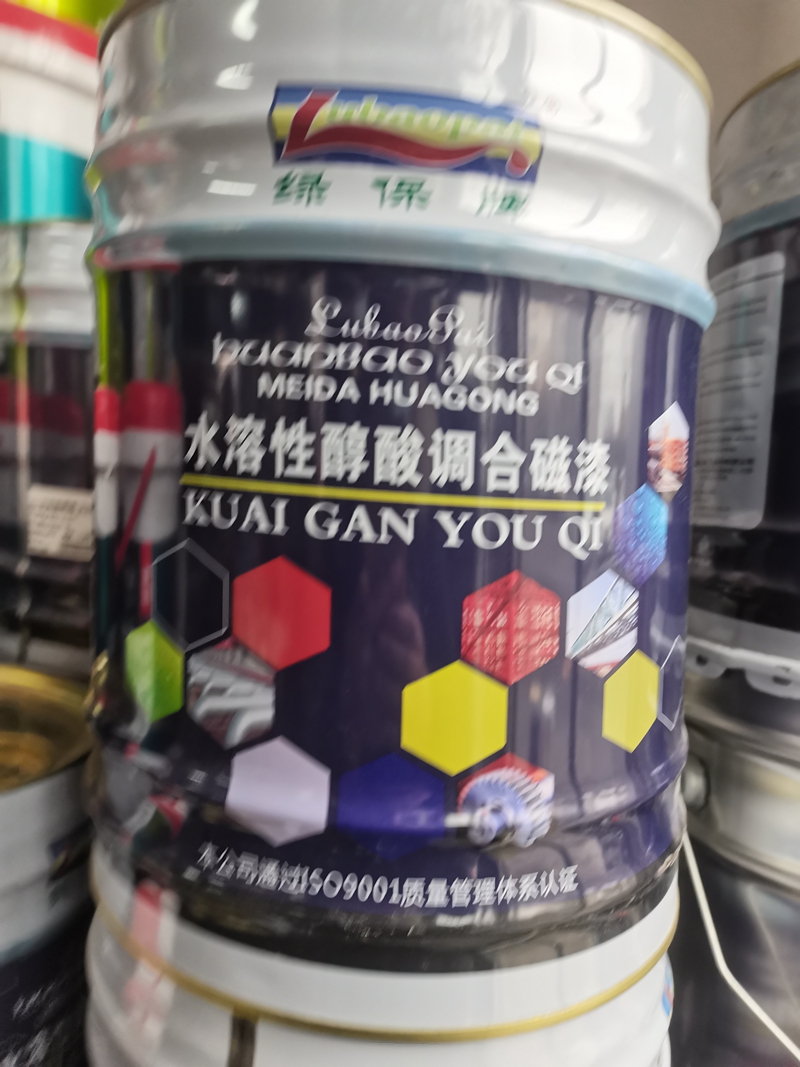 Lubaopai
绿保牌
LubaoPai
HUANBAO YOU QI
MEIDA HUAGONG
水溶性醇酸调合磁漆
KUAI GAN YOU QI
本公司通过ISO9001质量管理体系认证